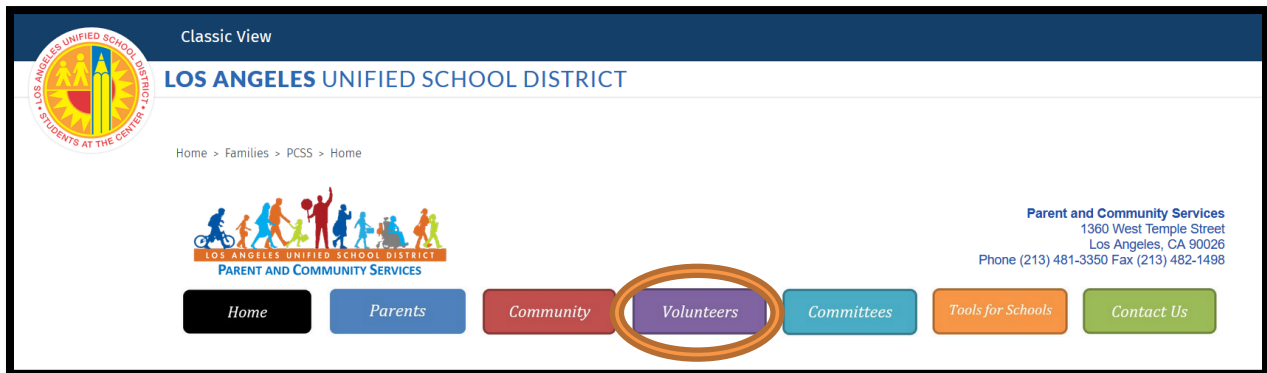 Classic View
LOS ANGELES UNIFIED SCHOOL DISTRICT
LOS ANGELES UNIFIED SCHOOL DISTRICT • STUDENTS AT THE CENTER •
Home > Families > PCSS > Home
LOS ANGELES UNIFIED SCHOOL DISTRICT
PARENT AND COMMUNITY SERVICES
Parent and Community Services
1360 West Temple Street
Los Angeles, CA 90026
Phone (213) 481-3350 Fax (213) 482-1498
Home
Parents
Community
Volunteers
Committees
Tools for Schools
Contact Us